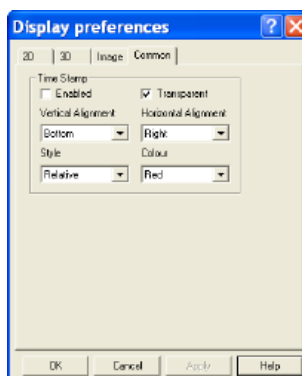 Display preferences
2D 3D Image Common
Time Stamp
Enabled Transparent
Vertical Alignment Horizontal Alignment
Bottom Right
Style Colour
Relative Red
OK Cancel Apply Help